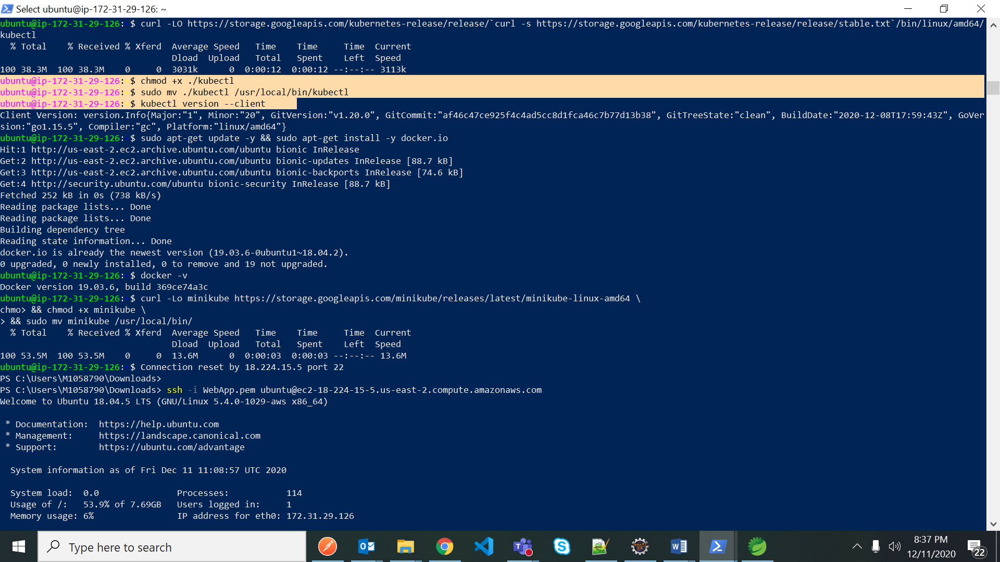 Select ubuntu@ip-172-31-29-126: ~
ubuntu@ip-172-31-29-126:~$ curl -LO https://storage.googleapis.com/kubernetes-release/release/`curl -s https://storage.googleapis.com/kubernetes-release/release/stable.txt`/bin/linux/amd64/
kubectl
  % Total    % Received % Xferd  Average Speed   Time    Time     Time  Current
                                 Dload  Upload   Total   Spent    Left  Speed
100 38.3M  100 38.3M    0     0  3031k      0  0:00:12  0:00:12 --:--:-- 3113k
ubuntu@ip-172-31-29-126:~$ chmod +x ./kubectl
ubuntu@ip-172-31-29-126:~$ sudo mv ./kubectl /usr/local/bin/kubectl
ubuntu@ip-172-31-29-126:~$ kubectl version --client
Client Version: version.Info{Major:"1", Minor:"20", GitVersion:"v1.20.0", GitCommit:"af46c47ce925f4c4ad5cc8d1fca46c7b77d13b38", GitTreeState:"clean", BuildDate:"2020-12-08T17:59:43Z", GoVer
sion:"go1.15.5", Compiler:"gc", Platform:"linux/amd64"}
ubuntu@ip-172-31-29-126:~$ sudo apt-get update -y && sudo apt-get install -y docker.io
Hit:1 http://us-east-2.ec2.archive.ubuntu.com/ubuntu bionic InRelease
Get:2 http://us-east-2.ec2.archive.ubuntu.com/ubuntu bionic-updates InRelease [88.7 kB]
Get:3 http://us-east-2.ec2.archive.ubuntu.com/ubuntu bionic-backports InRelease [74.6 kB]
Get:4 http://security.ubuntu.com/ubuntu bionic-security InRelease [88.7 kB]
Fetched 252 kB in 0s (738 kB/s)
Reading package lists... Done
Reading package lists... Done
Building dependency tree
Reading state information... Done
docker.io is already the newest version (19.03.6-0ubuntu1~18.04.2).
0 upgraded, 0 newly installed, 0 to remove and 19 not upgraded.
ubuntu@ip-172-31-29-126:~$ docker -v
Docker version 19.03.6, build 369ce74a3c
ubuntu@ip-172-31-29-126:~$ curl -Lo minikube https://storage.googleapis.com/minikube/releases/latest/minikube-linux-amd64 \
chmo> && chmod +x minikube \
> && sudo mv minikube /usr/local/bin/
  % Total    % Received % Xferd  Average Speed   Time    Time     Time  Current
                                 Dload  Upload   Total   Spent    Left  Speed
100 53.5M  100 53.5M    0     0  13.6M      0  0:00:03  0:00:03 --:--:-- 13.6M
ubuntu@ip-172-31-29-126:~$ Connection reset by 18.224.15.5 port 22
PS C:\Users\M1058790\Downloads>
PS C:\Users\M1058790\Downloads> ssh -i WebApp.pem ubuntu@ec2-18-224-15-5.us-east-2.compute.amazonaws.com
Welcome to Ubuntu 18.04.5 LTS (GNU/Linux 5.4.0-1029-aws x86_64)
 * Documentation:  https://help.ubuntu.com
 * Management:     https://landscape.canonical.com
 * Support:        https://ubuntu.com/advantage
  System information as of Fri Dec 11 11:08:57 UTC 2020
  System load:  0.0               Processes:           114
  Usage of /:   53.9% of 7.69GB   Users logged in:     1
  Memory usage: 6%                IP address for eth0: 172.31.29.126
Type here to search
8:37 PM
12/11/2020
22